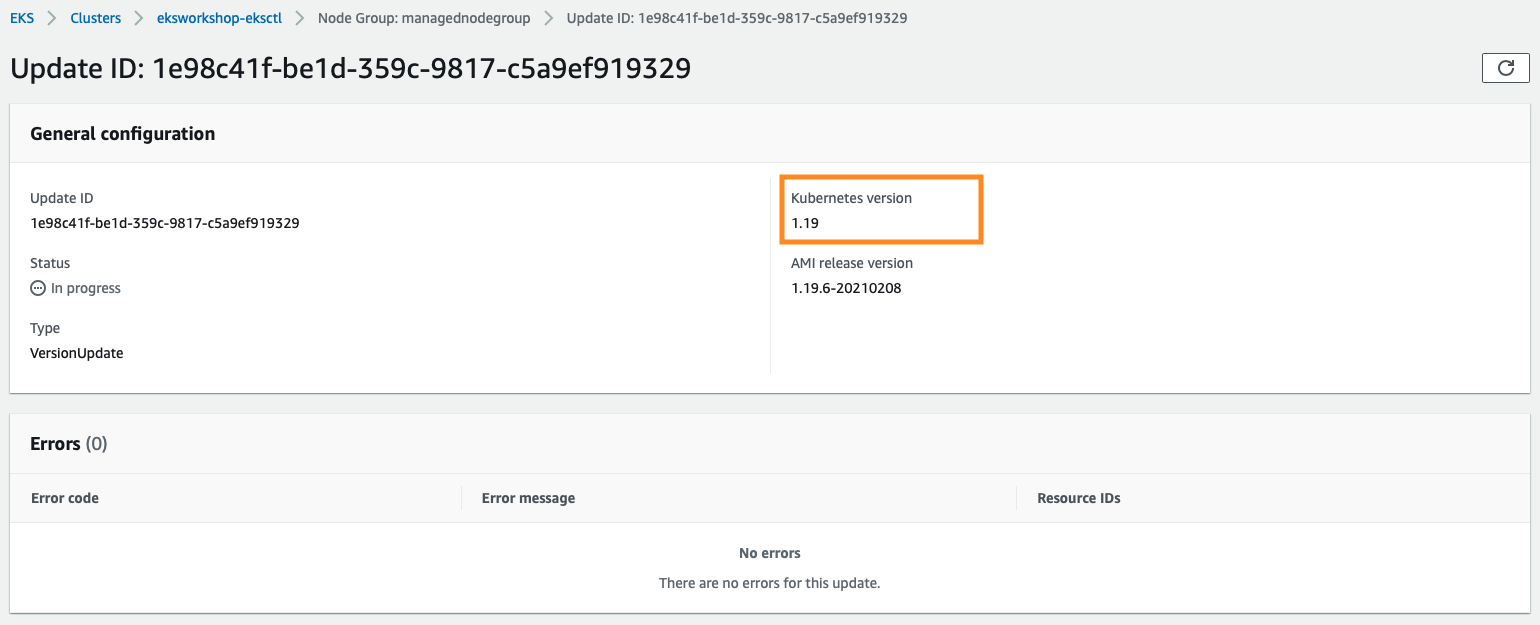 EKS > Clusters > eksworkshop-eksctl > Node Group: managednodegroup > Update ID: 1e98c41f-be1d-359c-9817-c5a9ef919329
Update ID: 1e98c41f-be1d-359c-9817-c5a9ef919329
General configuration
Update ID
1e98c41f-be1d-359c-9817-c5a9ef919329
Status
In progress
Type
VersionUpdate
Kubernetes version
1.19
AMI release version
1.19.6-20210208
Errors (0)
Error code Error message Resource IDs
No errors
There are no errors for this update.